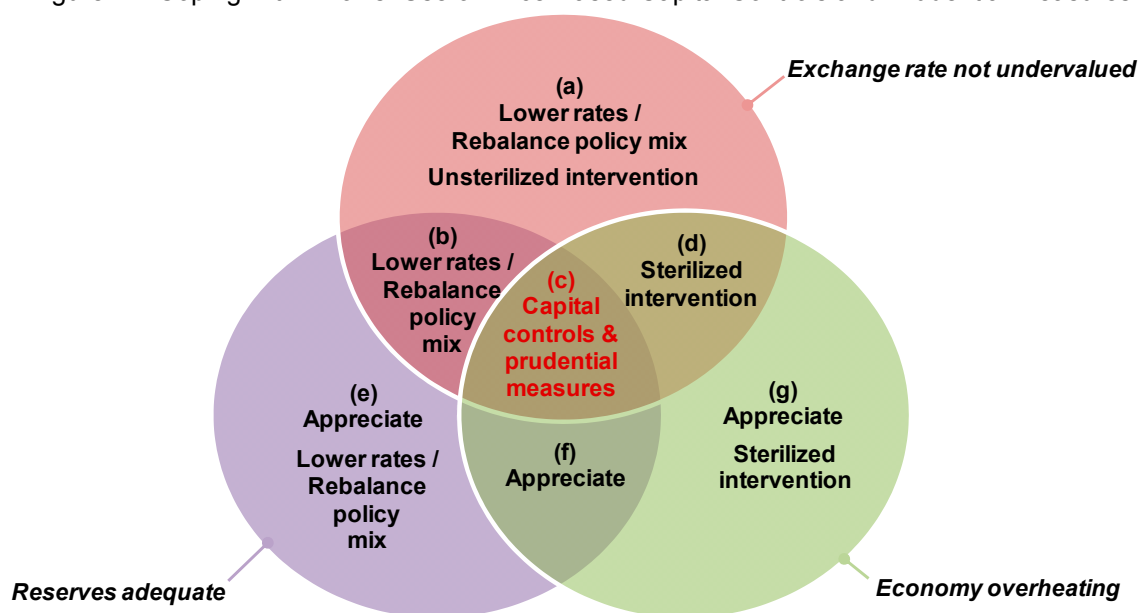 Exchange rate not undervalued
(a)
Lower rates /
Rebalance policy mix
Unsterilized intervention
(b)
Lower rates /
Rebalance
policy
mix
(c)
Capital
controls &
prudential
measures
(d)
Sterilized
intervention
(e)
Appreciate
Lower rates /
Rebalance
policy
mix
(f)
Appreciate
(g)
Appreciate
Sterilized
intervention
Reserves adequate
Economy overheating